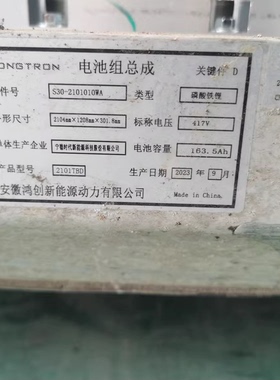 ONGTRON 电池组总成 关键件 D
件号 S30-2101010WA 类型 磷酸铁锂
形尺寸 2104mm×1208mm×301.8mm 标称电压 417V
单体生产企业 宁德时代新能源科技股份有限公司 电池容量 163.5Ah
产品型号 2101TBD 生产日期 2023 年 9 月
安徽鸿创新能源动力有限公司 Made in China.